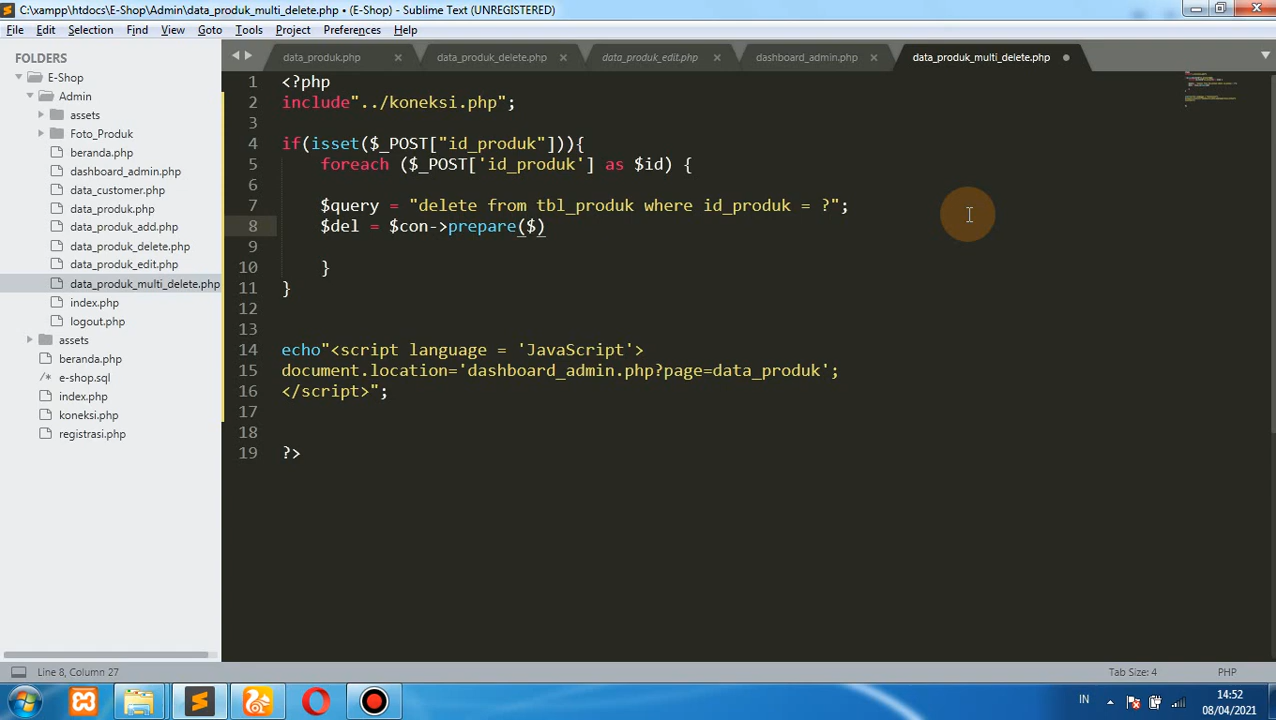 C:\xampp\htdocs\E-Shop\Admin\data_produk_multi_delete.php • (E-Shop) - Sublime Text (UNREGISTERED)
File Edit Selection Find View Goto Tools Project Preferences Help
FOLDERS
E-Shop
Admin
assets
Foto_Produk
beranda.php
dashboard_admin.php
data_customer.php
data_produk.php
data_produk_add.php
data_produk_delete.php
data_produk_edit.php
data_produk_multi_delete.php
index.php
logout.php
assets
beranda.php
/* e-shop.sql
index.php
koneksi.php
registrasi.php
data_produk.php × data_produk_delete.php × data_produk_edit.php × dashboard_admin.php × data_produk_multi_delete.php •
1 <?php
2 include"../koneksi.php";
3
4 if(isset($_POST["id_produk"])){
5 foreach ($_POST['id_produk'] as $id) {
6
7 $query = "delete from tbl_produk where id_produk = ?";
8 $del = $con->prepare($)
9
10 }
11 }
12
13
14 echo"<script language = 'JavaScript'>
15 document.location='dashboard_admin.php?page=data_produk';
16 </script>";
17
18
19 ?>
Line 8, Column 27
Tab Size: 4 PHP
IN
14:52
08/04/2021